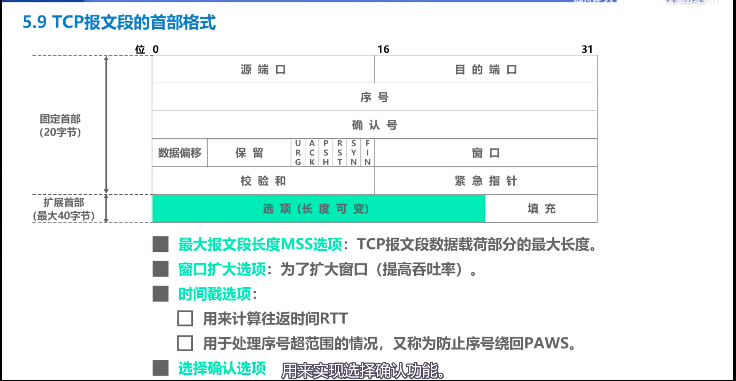 5.9 TCP报文段的首部格式
位 0 16 31
源 端 口 目 的 端 口
序 号
固定首部
(20字节)
确 认 号
数据偏移 保 留 URG ACK PSH RST SYN FIN 窗 口
校 验 和 紧 急 指 针
扩展首部
(最大40字节)
选 项 (长 度 可 变) 填 充
最大报文段长度MSS选项：TCP报文段数据载荷部分的最大长度。
窗口扩大选项：为了扩大窗口（提高吞吐率）。
时间戳选项：
用来计算往返时间RTT
用于处理序号超范围的情况，又称为防止序号绕回PAWS。
选择确认选项
用来实现选择确认功能。